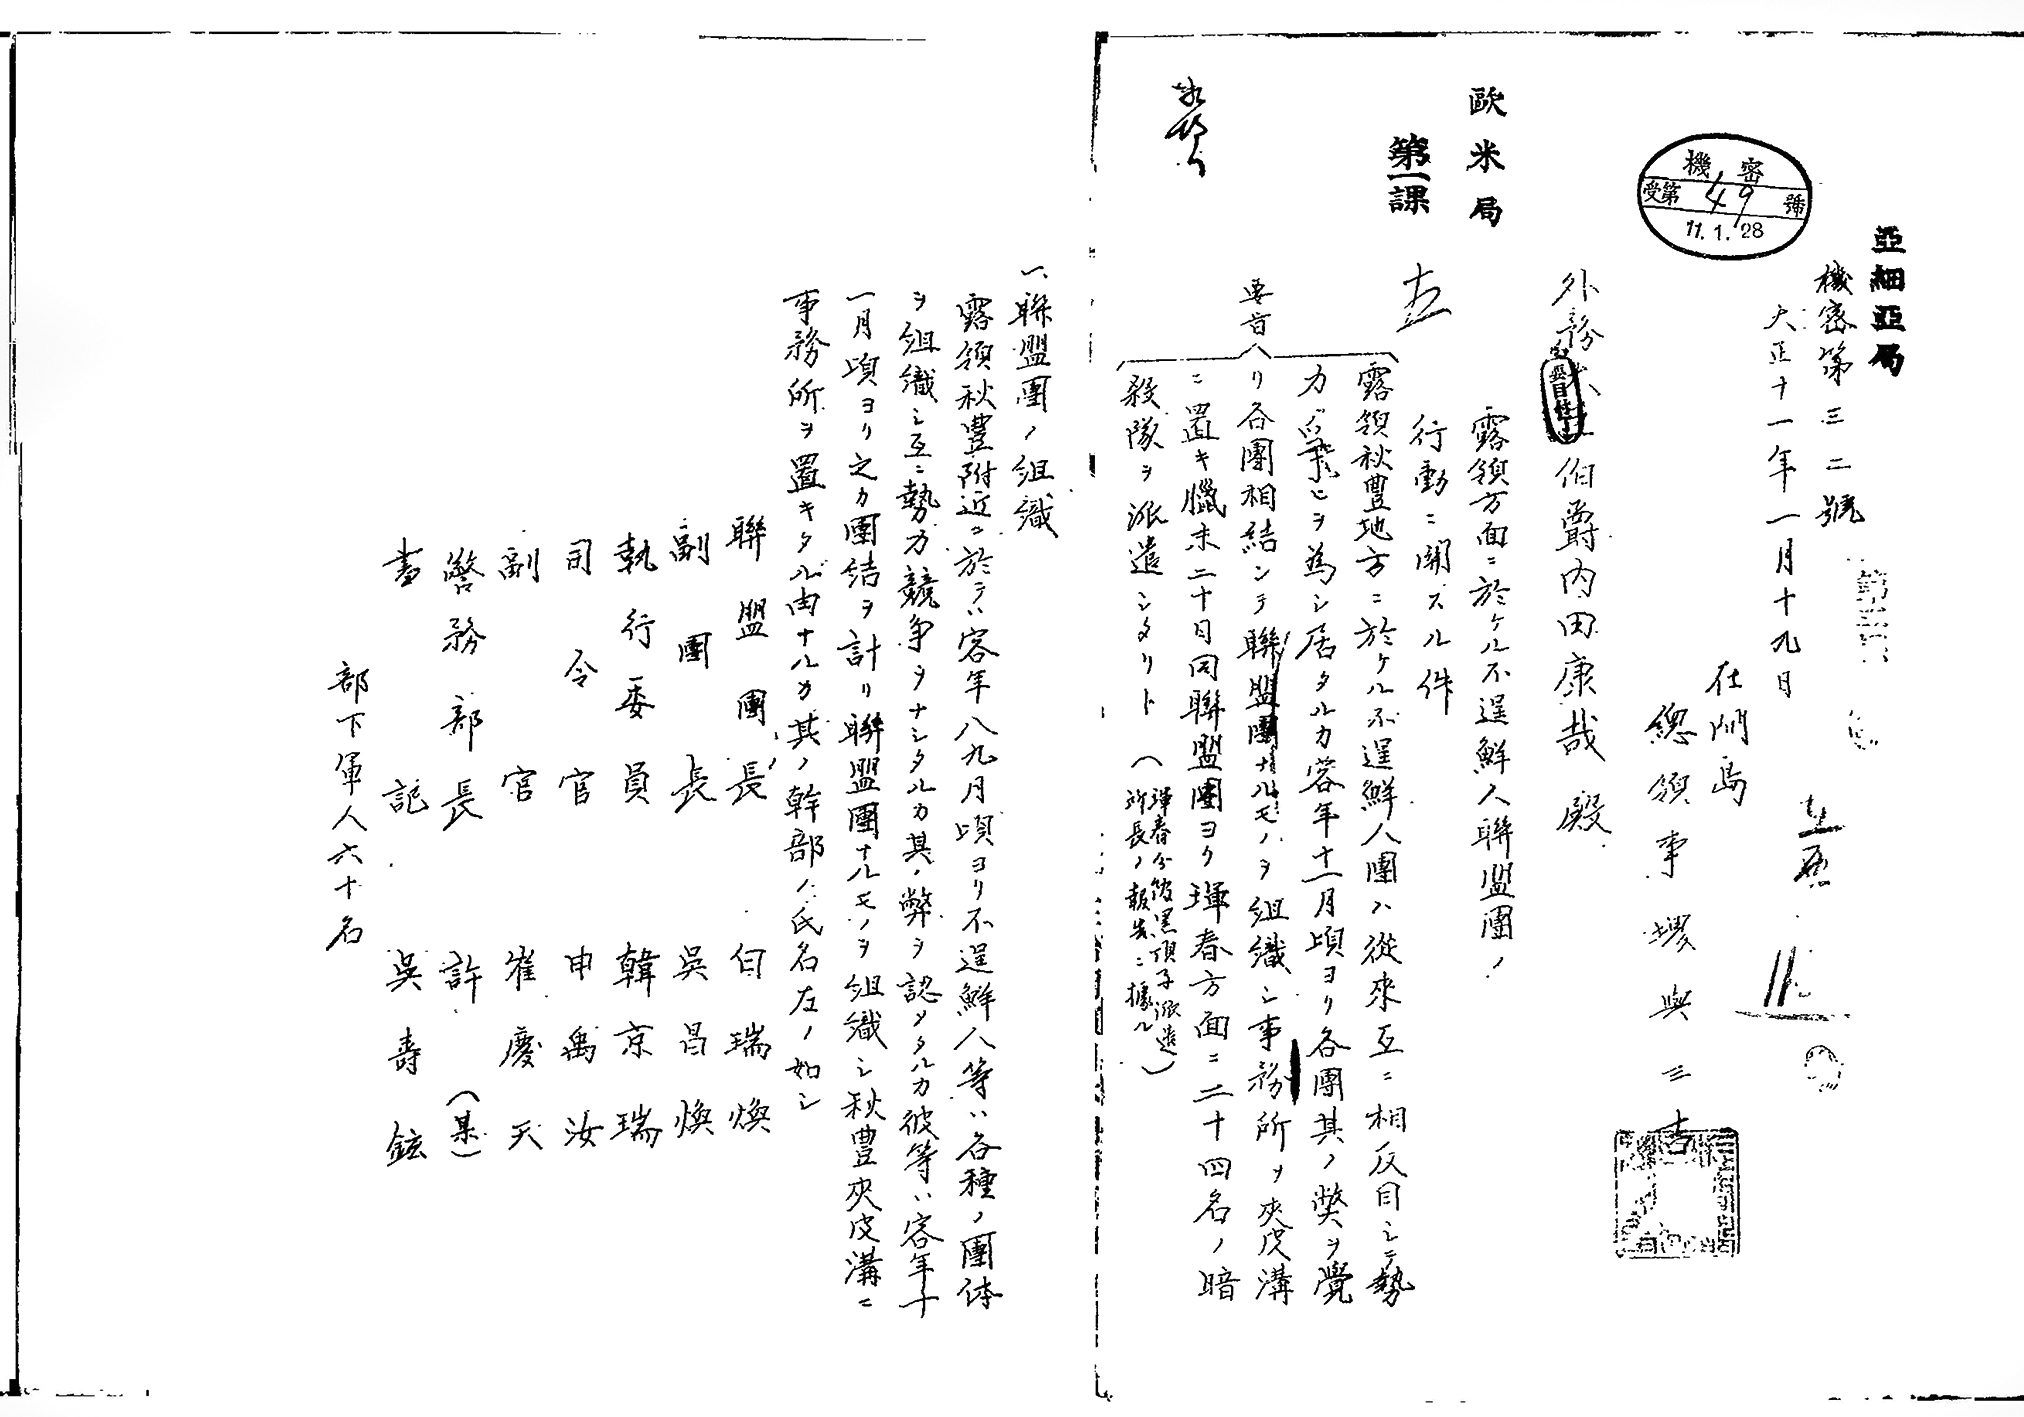 亞細亞局
機密第三二號
大正十一年一月十九日
在間島
總領事堺與三吉
機密
受第49號
11.1.28
外務大臣伯爵内田康哉殿
露領方面ニ於ケル不逞鮮人聯盟團ノ
行動ニ關スル件
歐米局
第一課
要旨
露領秋豊地方ニ於ケル不逞鮮人團ハ從來互ニ相反目シテ勢
力ノ爭ヒヲ為シ居タルカ客年十一月頃ヨリ各團其ノ弊ヲ覺
リ各團相結ンテ聯盟團ナルモノヲ組織シ事務所ヲ夾皮溝
ニ置キ臘末二十日同聯盟團ヨリ琿春方面ニ二十四名ノ暗
殺隊ヲ派遣シタリト
(琿春分館黑頂子派遣
所長ノ報告ニ據ル)
一、聯盟團ノ組織
露領秋豊附近ニ於テハ客年八九月頃ヨリ不逞鮮人等ハ各種ノ團体
ヲ組織シ互ニ勢力競争ヲナシタルカ其ノ弊ヲ認メタルカ彼等ハ客年十
一月頃ヨリ之カ團結ヲ計リ聯盟團ナルモノヲ組織シ秋豊夾皮溝ニ
事務所ヲ置キタル由ナルカ其ノ幹部ノ氏名左ノ如シ
聯盟團長 白瑞煥
副團長 吳昌煥
執行委員 韓京瑞
司令官 申禹汝
副官 崔慶天
警務部長 許(某)
書記 吳壽鉉
部下軍人六十名